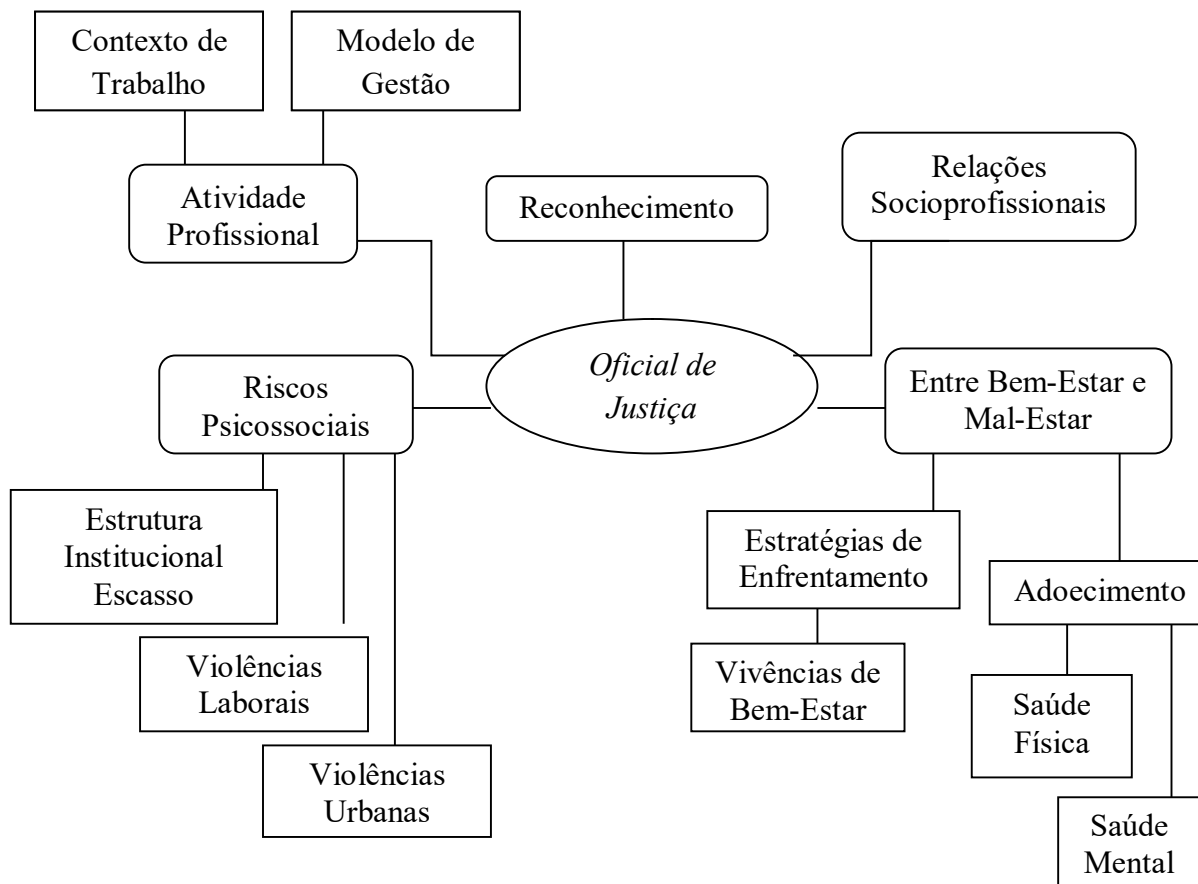 Contexto de
Trabalho
Modelo de
Gestão
Atividade
Profissional
Reconhecimento
Relações
Socioprofissionais
Oficial de
Justiça
Riscos
Psicossociais
Entre Bem-Estar e
Mal-Estar
Estrutura
Institucional
Escasso
Violências
Laborais
Violências
Urbanas
Estratégias de
Enfrentamento
Vivências de
Bem-Estar
Adoecimento
Saúde
Física
Saúde
Mental